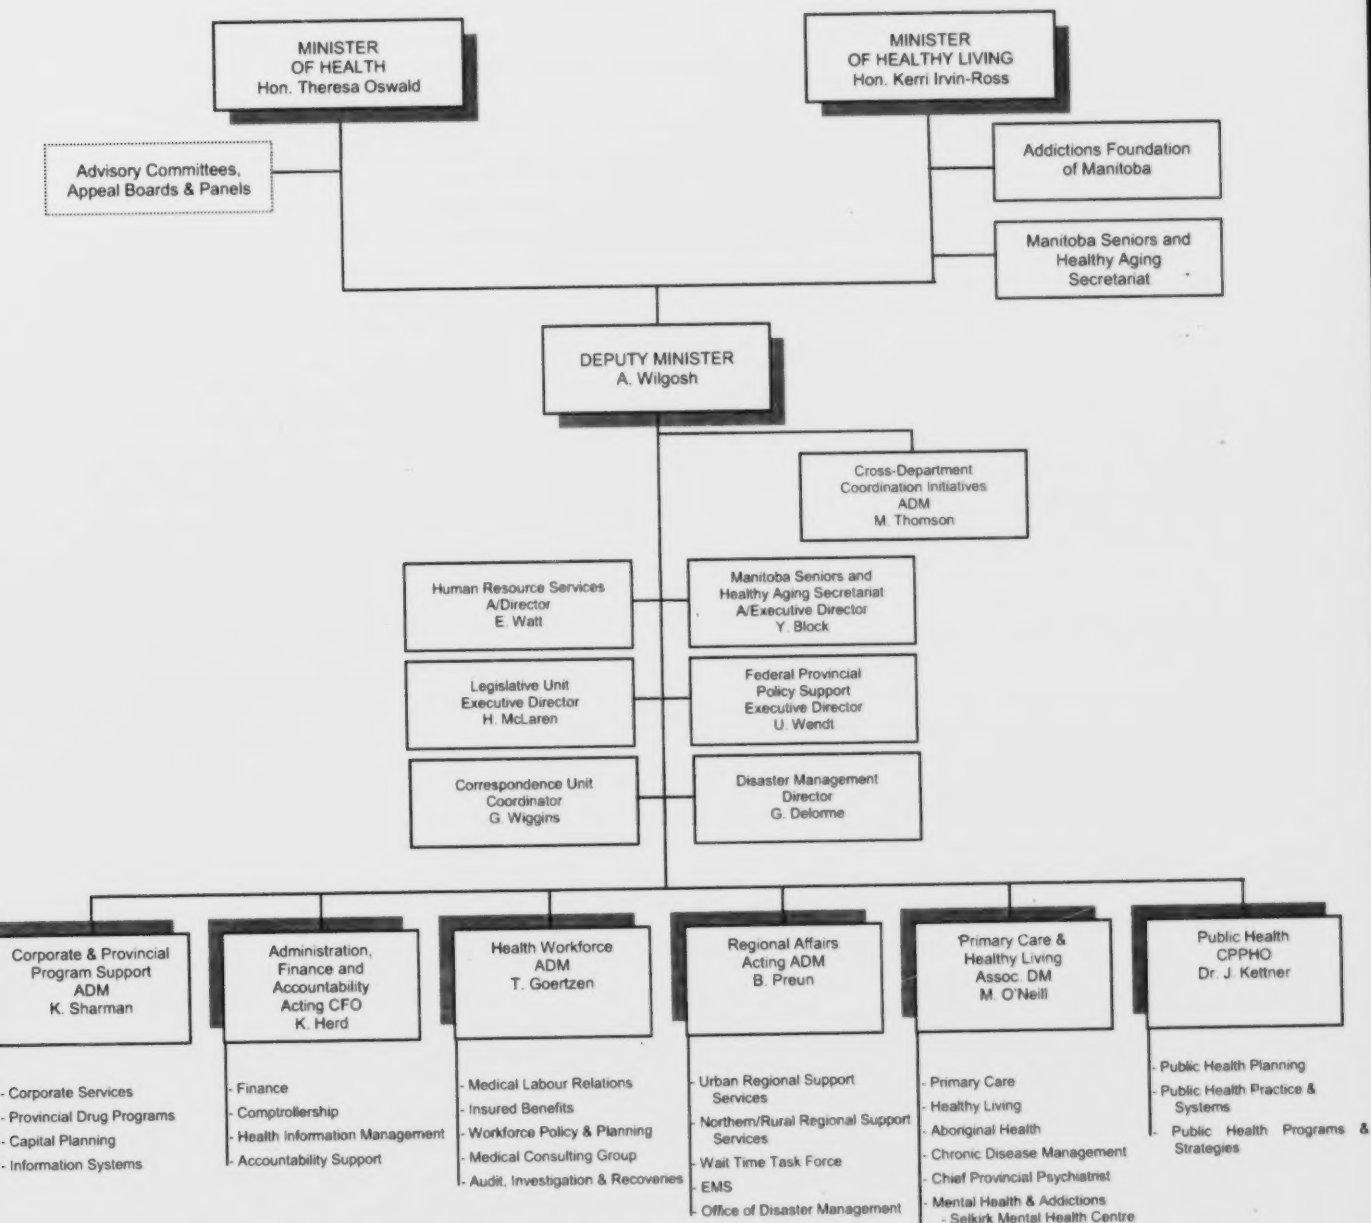 MINISTER
OF HEALTH
Hon. Theresa Oswald
MINISTER
OF HEALTHY LIVING
Hon. Kerri Irvin-Ross
Advisory Committees,
Appeal Boards & Panels
Addictions Foundation
of Manitoba
Manitoba Seniors and
Healthy Aging
Secretariat
DEPUTY MINISTER
A. Wilgosh
Cross-Department
Coordination Initiatives
ADM
M. Thomson
Human Resource Services
A/Director
E. Watt
Manitoba Seniors and
Healthy Aging Secretariat
A/Executive Director
Y. Block
Legislative Unit
Executive Director
H. McLaren
Federal Provincial
Policy Support
Executive Director
U. Wendt
Correspondence Unit
Coordinator
G. Wiggins
Disaster Management
Director
G. Delorme
Corporate & Provincial
Program Support
ADM
K. Sharman
- Corporate Services
- Provincial Drug Programs
- Capital Planning
- Information Systems
Administration,
Finance and
Accountability
Acting CFO
K. Herd
- Finance
- Comptrollership
- Health Information Management
- Accountability Support
Health Workforce
ADM
T. Goertzen
- Medical Labour Relations
- Insured Benefits
- Workforce Policy & Planning
- Medical Consulting Group
- Audit, Investigation & Recoveries
Regional Affairs
Acting ADM
B. Preun
- Urban Regional Support
Services
- Northern/Rural Regional Support
Services
- Wait Time Task Force
- EMS
- Office of Disaster Management
Primary Care &
Healthy Living
Assoc. DM
M. O'Neill
- Primary Care
- Healthy Living
- Aboriginal Health
- Chronic Disease Management
- Chief Provincial Psychiatrist
- Mental Health & Addictions
- Selkirk Mental Health Centre
Public Health
CPPHO
Dr. J. Kettner
- Public Health Planning
- Public Health Practice &
Systems
- Public Health Programs &
Strategies